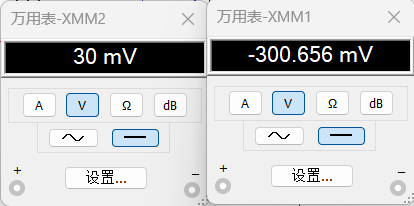 万用表-XMM2
30 mV
A V Ω dB
+ −
设置...
万用表-XMM1
-300.656 mV
A V Ω dB
+ −
设置...